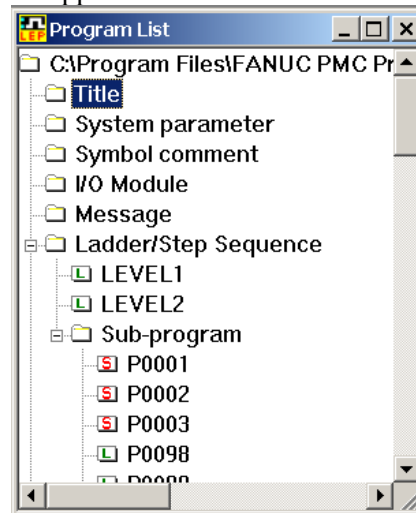 LEP Program List
C:\Program Files\FANUC PMC Pr
Title
System parameter
Symbol comment
I/O Module
Message
Ladder/Step Sequence
L LEVEL1
L LEVEL2
Sub-program
S P0001
S P0002
S P0003
L P0098